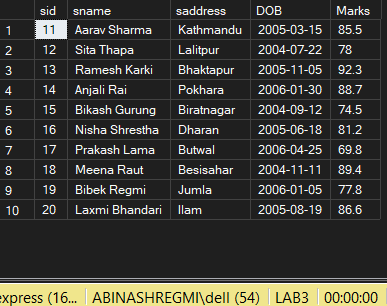 sid sname saddress DOB Marks
1 11 Aarav Sharma Kathmandu 2005-03-15 85.5
2 12 Sita Thapa Lalitpur 2004-07-22 78
3 13 Ramesh Karki Bhaktapur 2005-11-05 92.3
4 14 Anjali Rai Pokhara 2006-01-30 88.7
5 15 Bikash Gurung Biratnagar 2004-09-12 74.5
6 16 Nisha Shrestha Dharan 2005-06-18 81.2
7 17 Prakash Lama Butwal 2006-04-25 69.8
8 18 Meena Raut Besisahar 2004-11-11 89.4
9 19 Bibek Regmi Jumla 2006-01-05 77.8
10 20 Laxmi Bhandari Ilam 2005-08-19 86.6
express (16... ABINASHREGMI\dell (54) LAB3 00:00:00